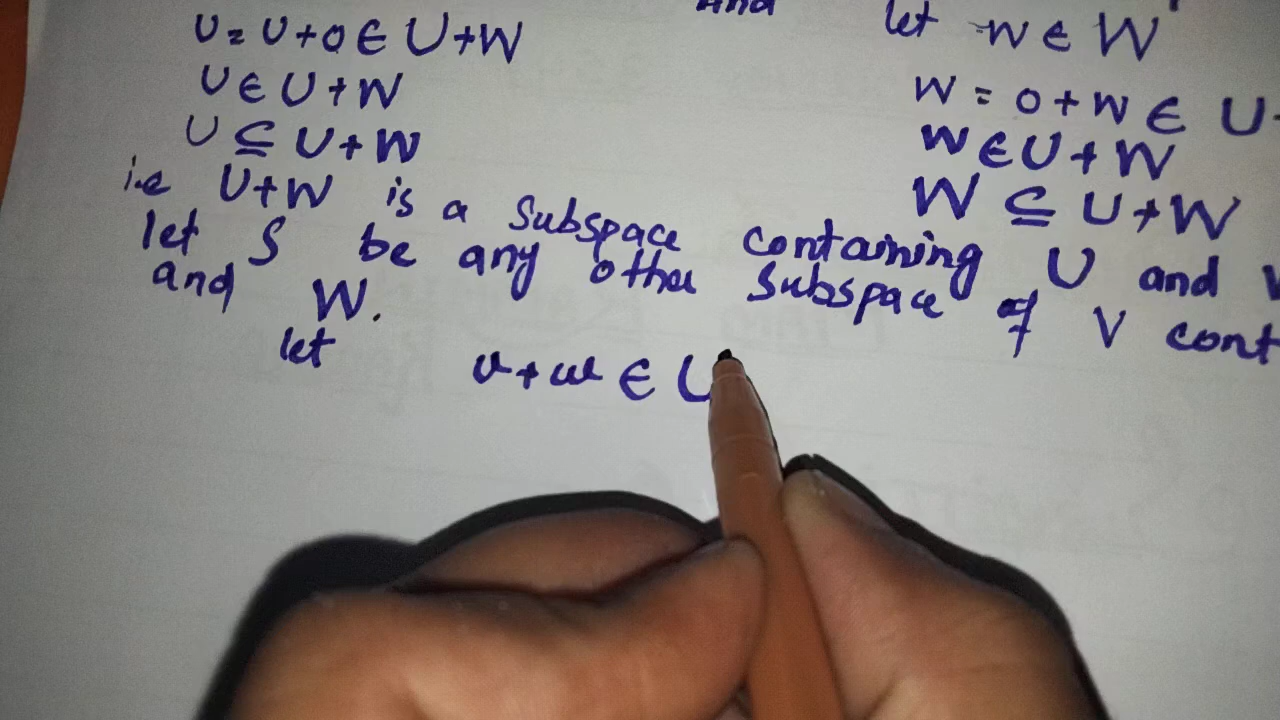 U = U + 0 ∈ U + W
U ∈ U + W
U ⊆ U + W
And let w ∈ W
W = 0 + w ∈ U
W ∈ U + W
W ⊆ U + W
i.e U + W is a Subspace containing U and
let S be any other Subspace of V cont
and W.
let u + w ∈ U